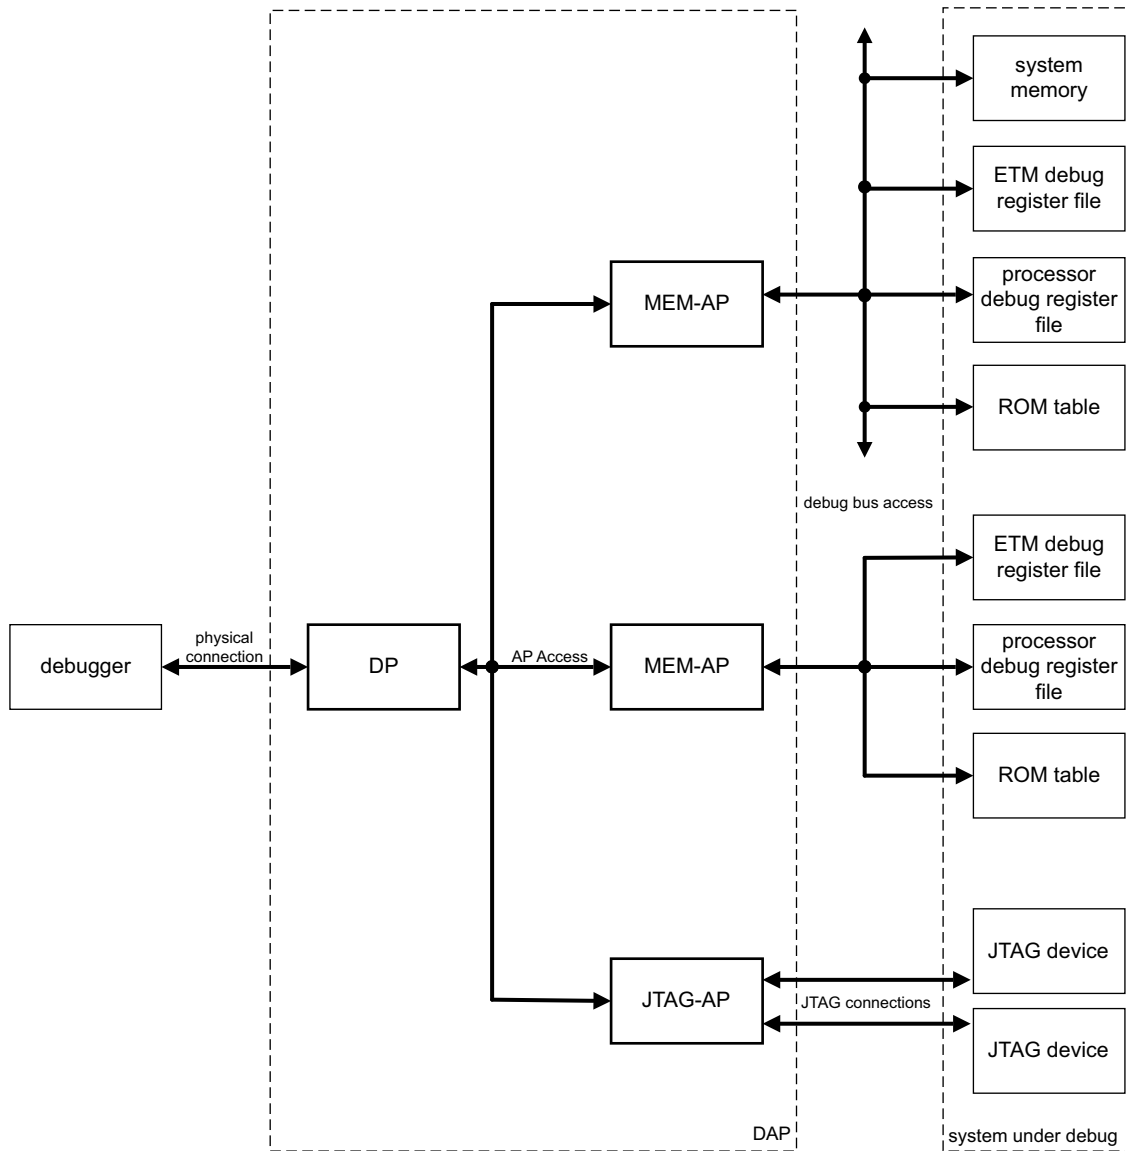 system
memory
ETM debug
register file
processor
debug register
file
MEM-AP
ROM table
debug bus access
ETM debug
register file
physical
connection
debugger
DP
AP Access
MEM-AP
processor
debug register
file
ROM table
JTAG device
JTAG-AP
JTAG connections
JTAG device
DAP
system under debug